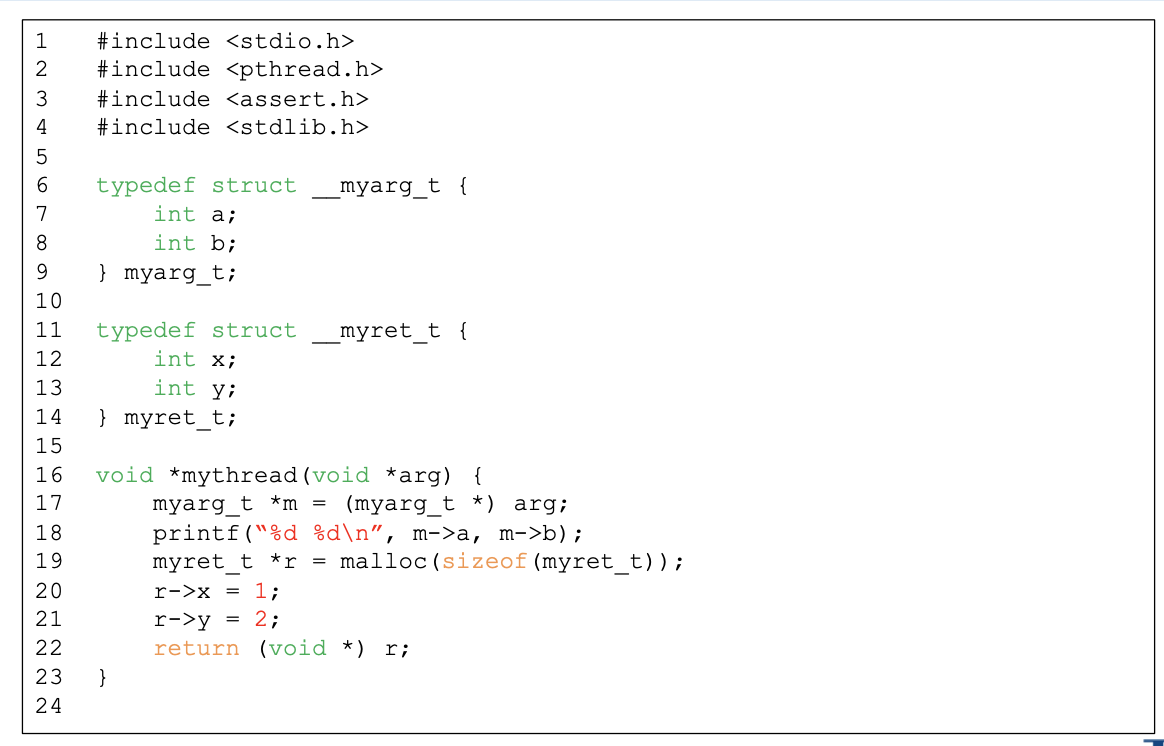 1 #include <stdio.h>
2 #include <pthread.h>
3 #include <assert.h>
4 #include <stdlib.h>
5
6 typedef struct __myarg_t {
7     int a;
8     int b;
9 } myarg_t;
10
11 typedef struct __myret_t {
12     int x;
13     int y;
14 } myret_t;
15
16 void *mythread(void *arg) {
17     myarg_t *m = (myarg_t *) arg;
18     printf(“%d %d\n”, m->a, m->b);
19     myret_t *r = malloc(sizeof(myret_t));
20     r->x = 1;
21     r->y = 2;
22     return (void *) r;
23 }
24